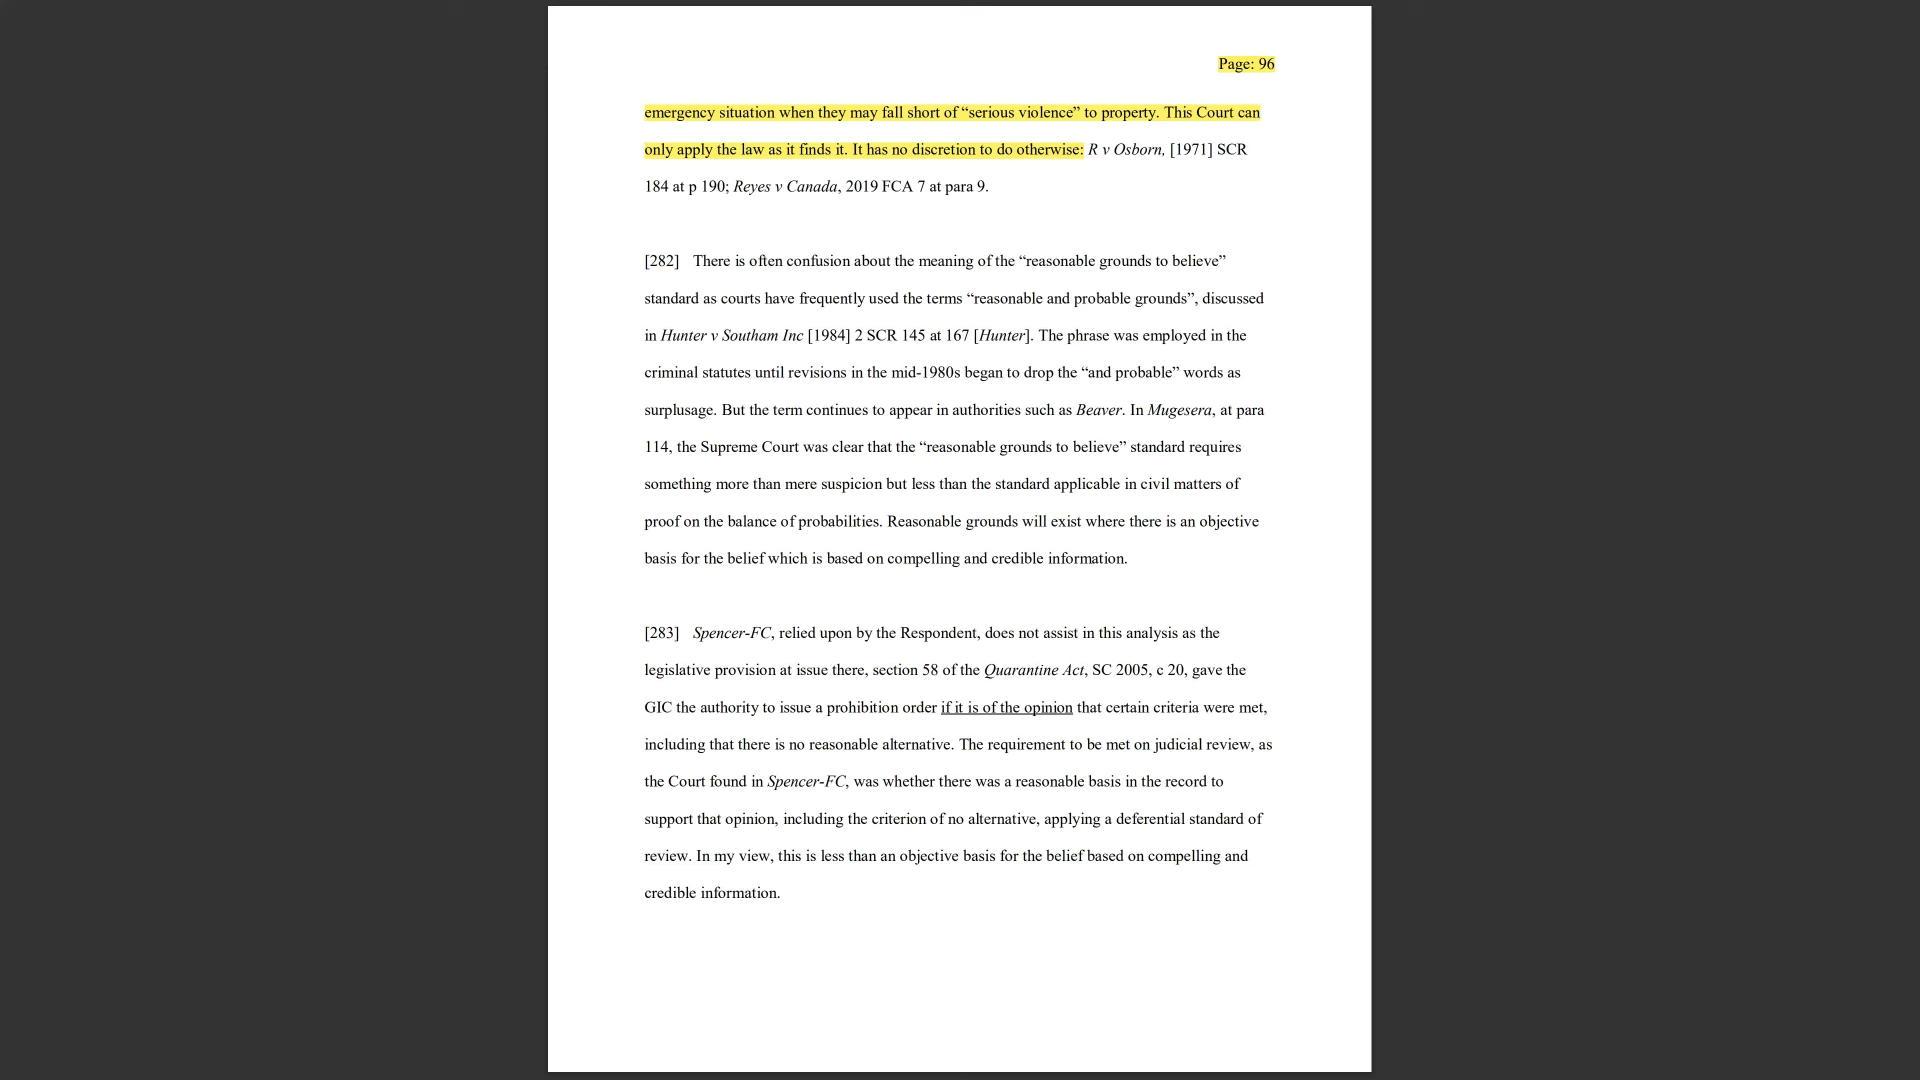 Page: 96
emergency situation when they may fall short of “serious violence” to property. This Court can
only apply the law as it finds it. It has no discretion to do otherwise: R v Osborn, [1971] SCR
184 at p 190; Reyes v Canada, 2019 FCA 7 at para 9.
[282] There is often confusion about the meaning of the “reasonable grounds to believe”
standard as courts have frequently used the terms “reasonable and probable grounds”, discussed
in Hunter v Southam Inc [1984] 2 SCR 145 at 167 [Hunter]. The phrase was employed in the
criminal statutes until revisions in the mid-1980s began to drop the “and probable” words as
surplusage. But the term continues to appear in authorities such as Beaver. In Mugesera, at para
114, the Supreme Court was clear that the “reasonable grounds to believe” standard requires
something more than mere suspicion but less than the standard applicable in civil matters of
proof on the balance of probabilities. Reasonable grounds will exist where there is an objective
basis for the belief which is based on compelling and credible information.
[283] Spencer-FC, relied upon by the Respondent, does not assist in this analysis as the
legislative provision at issue there, section 58 of the Quarantine Act, SC 2005, c 20, gave the
GIC the authority to issue a prohibition order if it is of the opinion that certain criteria were met,
including that there is no reasonable alternative. The requirement to be met on judicial review, as
the Court found in Spencer-FC, was whether there was a reasonable basis in the record to
support that opinion, including the criterion of no alternative, applying a deferential standard of
review. In my view, this is less than an objective basis for the belief based on compelling and
credible information.